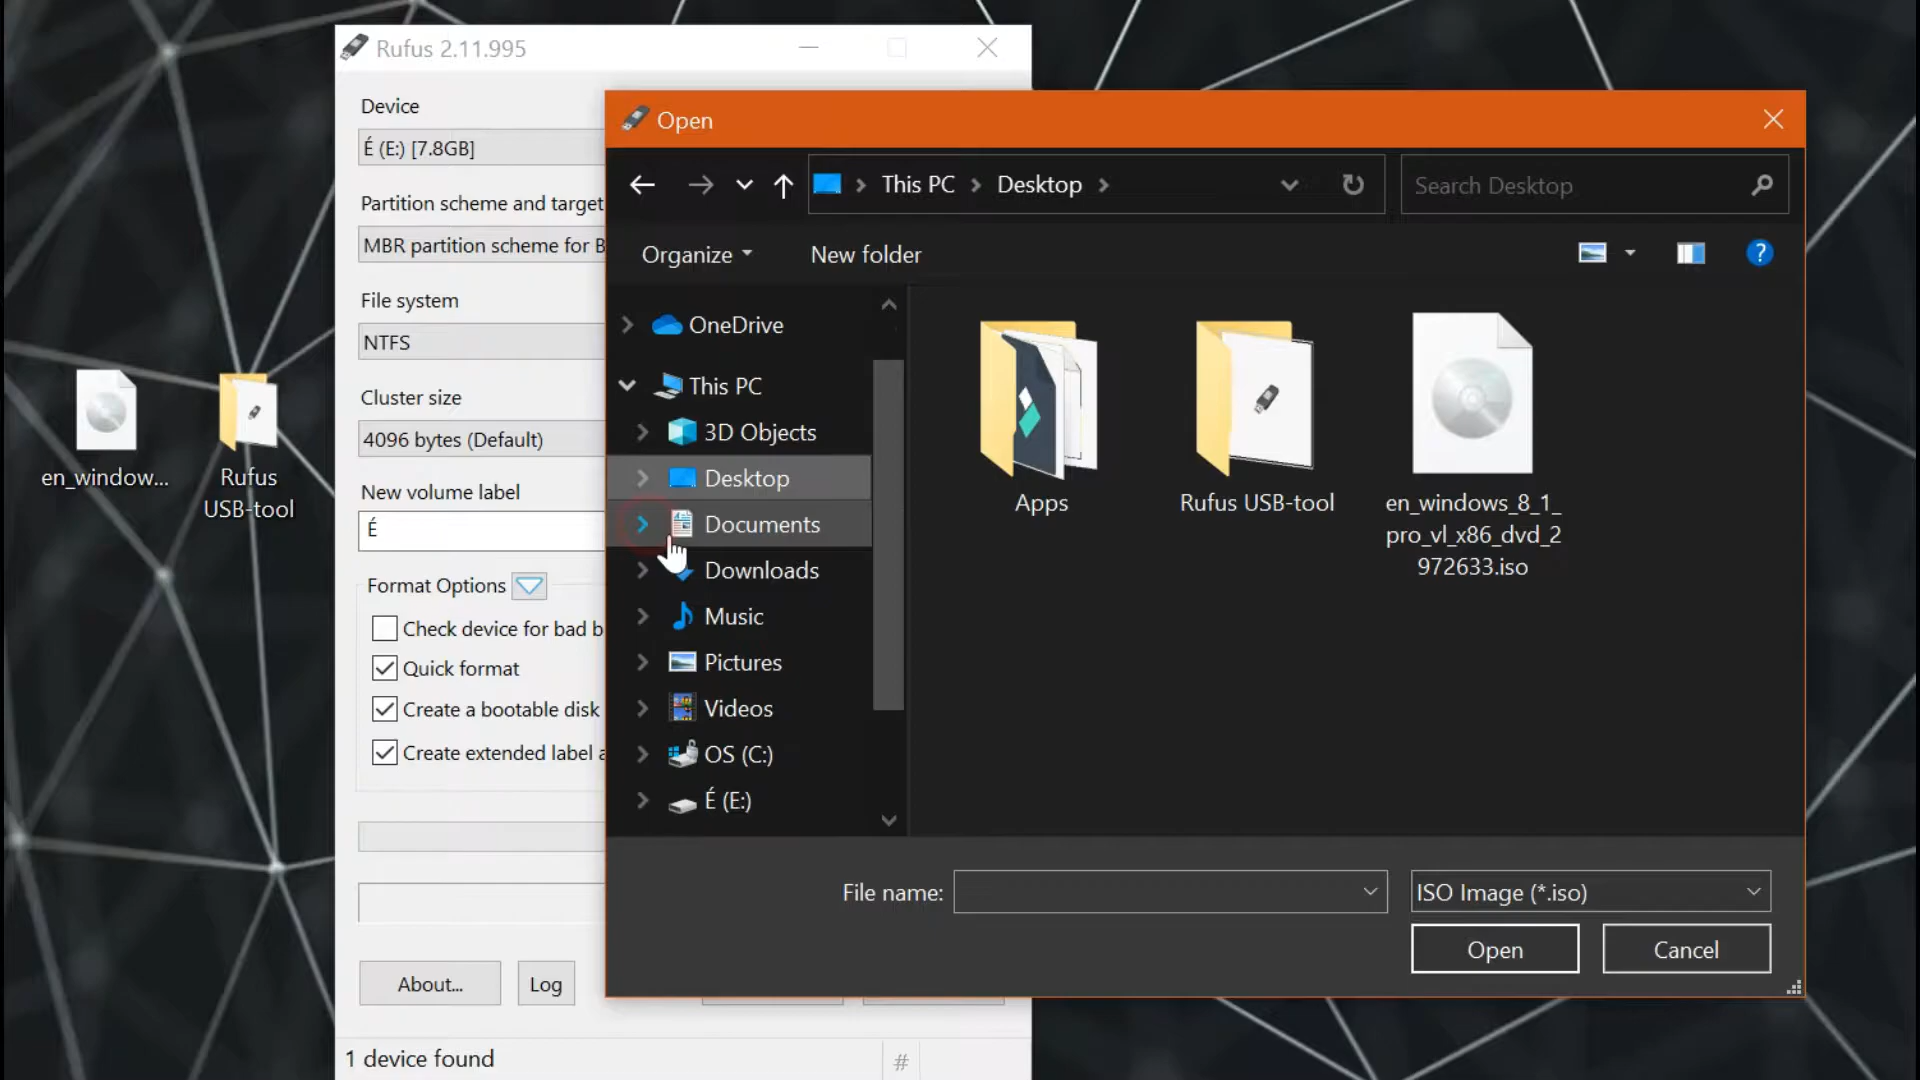 Rufus 2.11.995
Device
É (E:) [7.8GB]
Partition scheme and target
MBR partition scheme for B
File system
NTFS
Cluster size
4096 bytes (Default)
New volume label
É
Format Options
Check device for bad b
Quick format
Create a bootable disk
Create extended label a
About...
Log
1 device found
#
en_window...
Rufus
USB-tool
Open
This PC
Desktop
Search Desktop
Organize
New folder
?
OneDrive
This PC
3D Objects
Desktop
Documents
Downloads
Music
Pictures
Videos
OS (C:)
É (E:)
Apps
Rufus USB-tool
en_windows_8_1_
pro_vl_x86_dvd_2
972633.iso
File name:
ISO Image (*.iso)
Open
Cancel